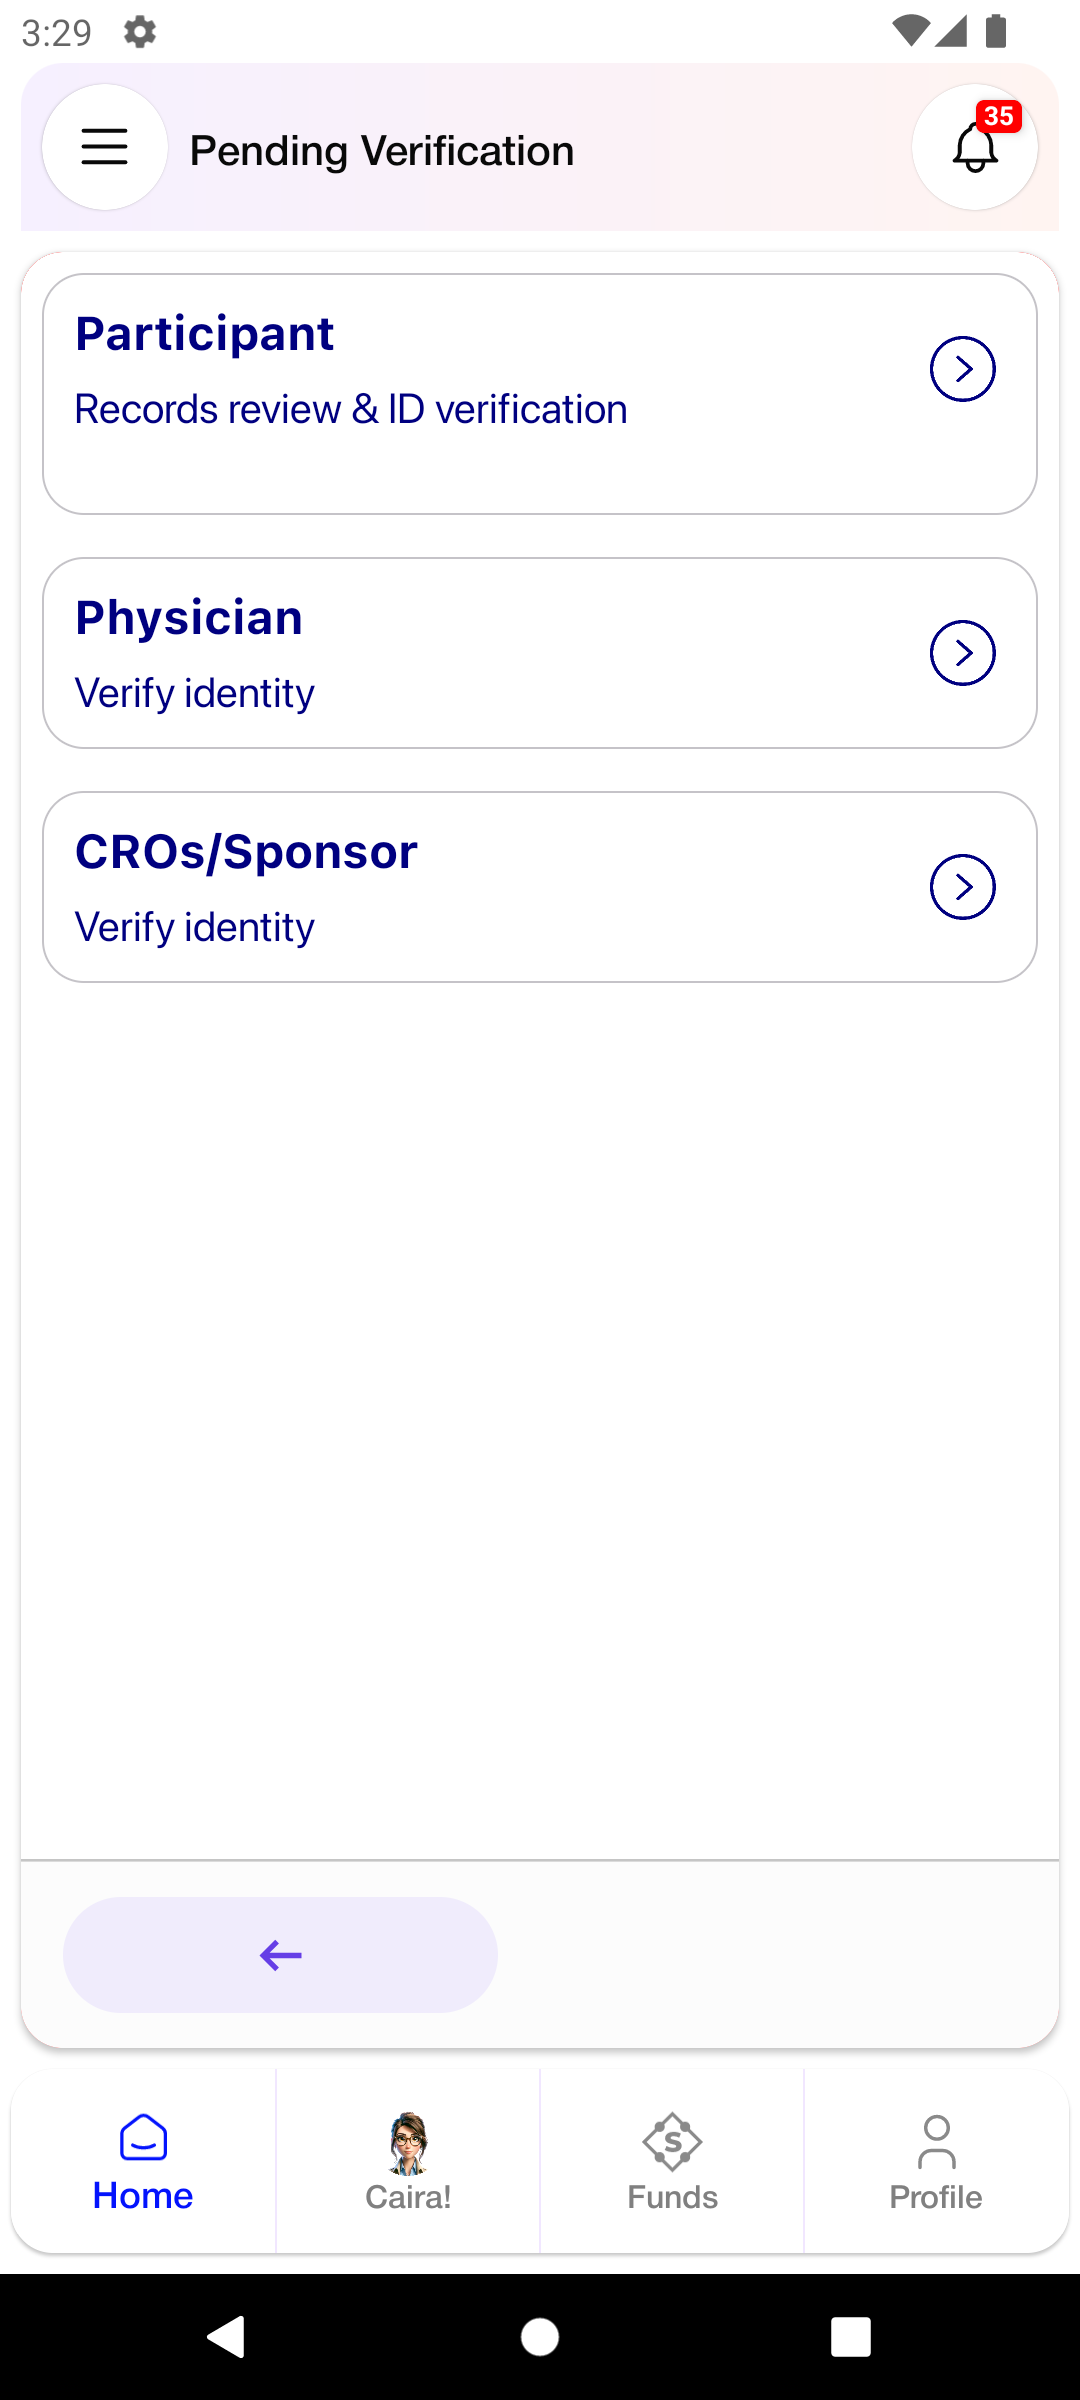 3:29
Pending Verification
35
Participant
Records review & ID verification
Physician
Verify identity
CROs/Sponsor
Verify identity
Home
Caira!
Funds
Profile